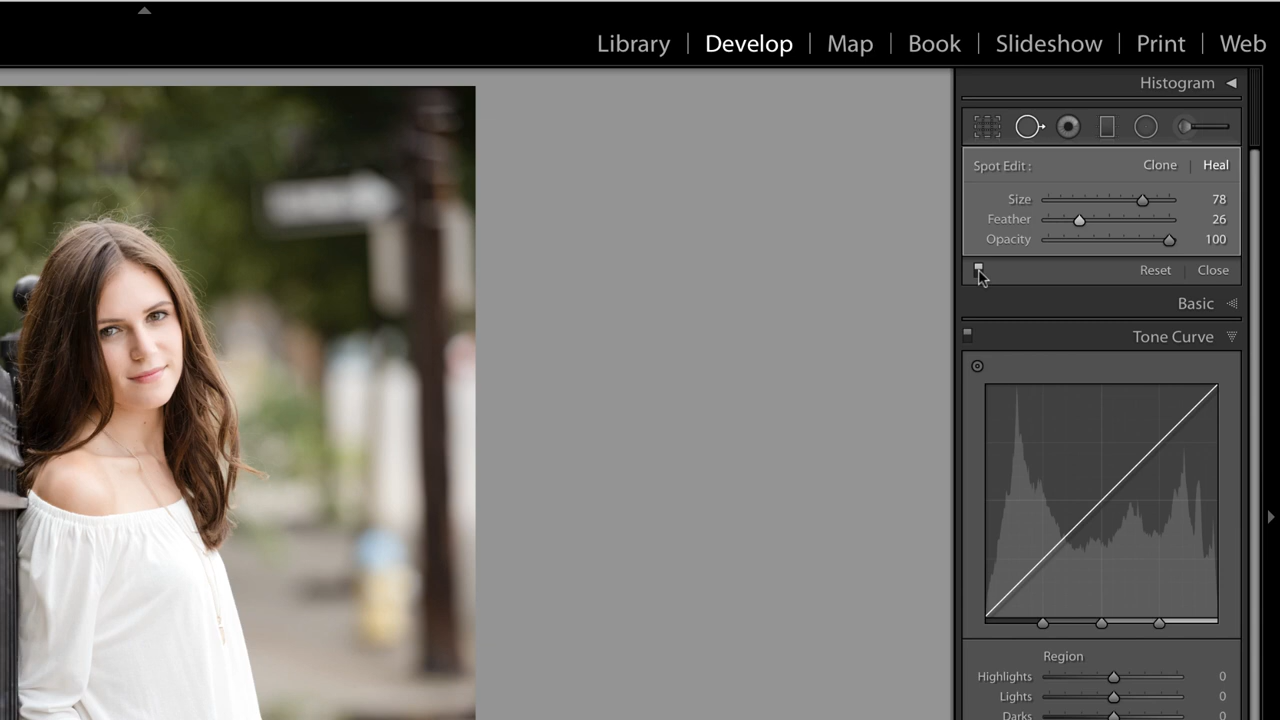 Library | Develop | Map | Book | Slideshow | Print | Web
Histogram
Spot Edit : Clone | Heal
Size 78
Feather 26
Opacity 100
Reset | Close
Basic
Tone Curve
Region
Highlights 0
Lights 0
Darks 0